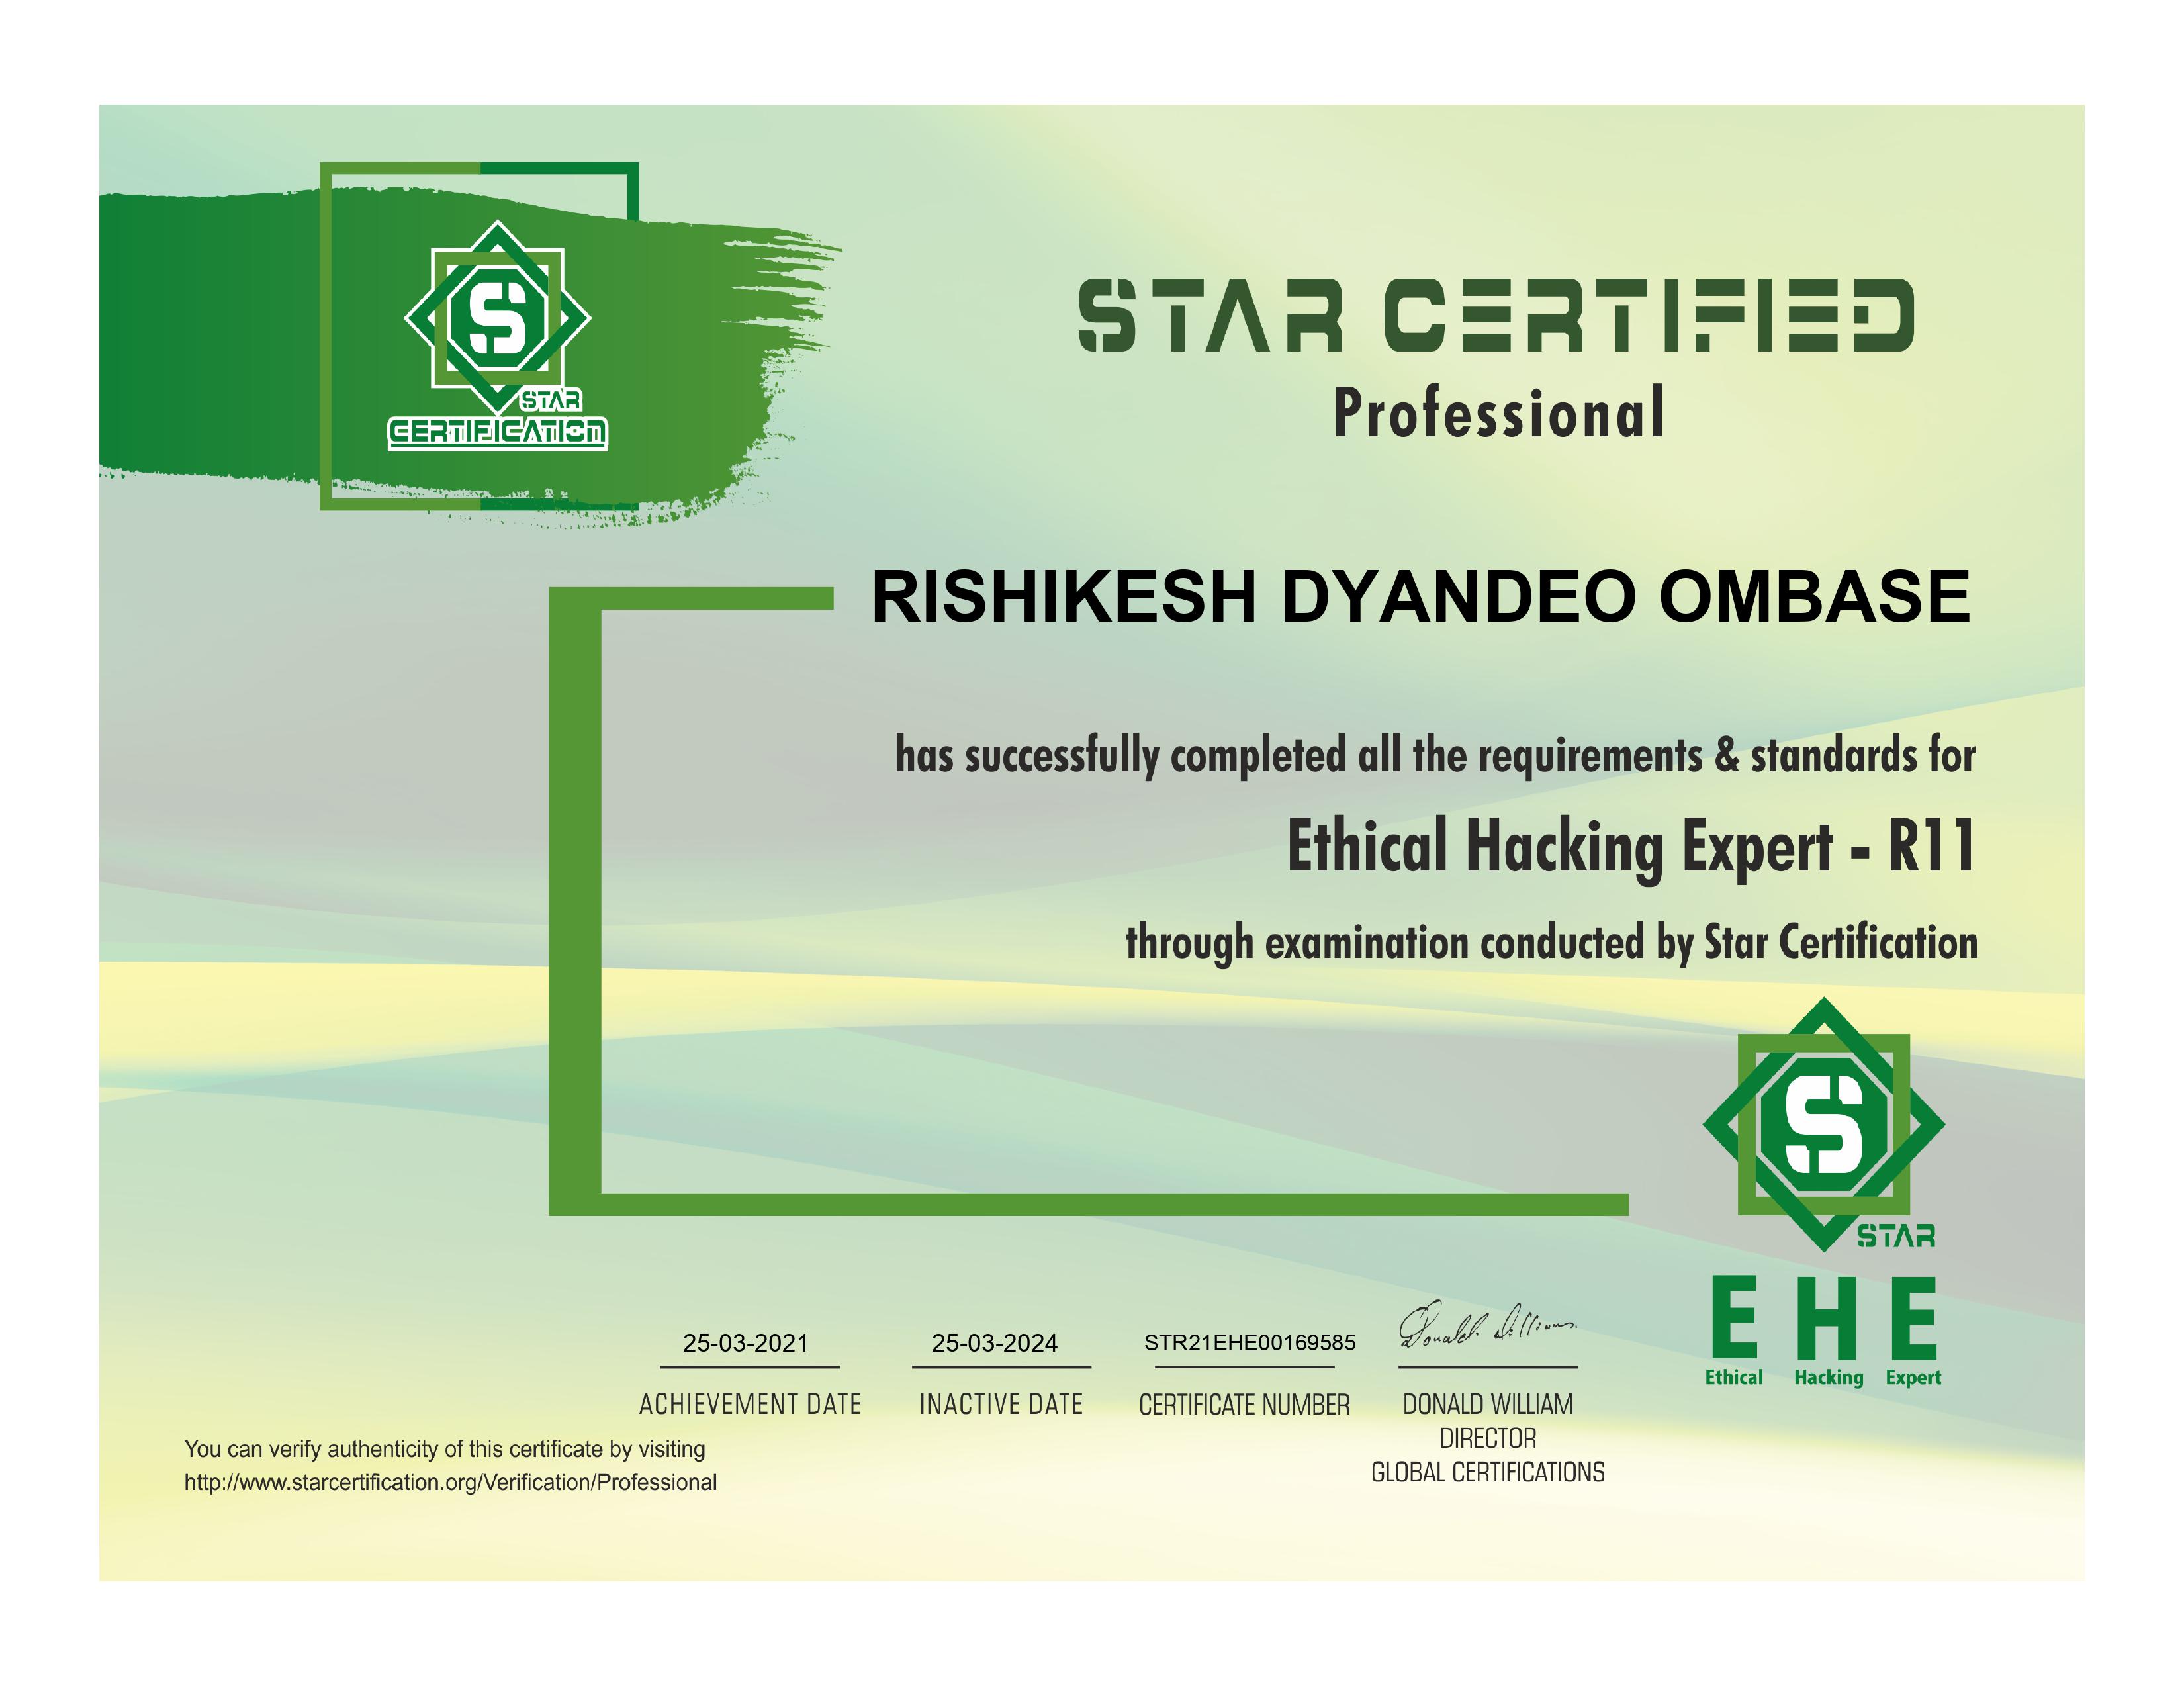 STAR
CERTIFICATION
STAR CERTIFIED
Professional
RISHIKESH DYANDEO OMBASE
has successfully completed all the requirements & standards for
Ethical Hacking Expert - R11
through examination conducted by Star Certification
S
STAR
E H E
Ethical Hacking Expert
25-03-2021
ACHIEVEMENT DATE
25-03-2024
INACTIVE DATE
STR21EHE00169585
CERTIFICATE NUMBER
Donald Williams.
DONALD WILLIAM
DIRECTOR
GLOBAL CERTIFICATIONS
You can verify authenticity of this certificate by visiting
http://www.starcertification.org/Verification/Professional